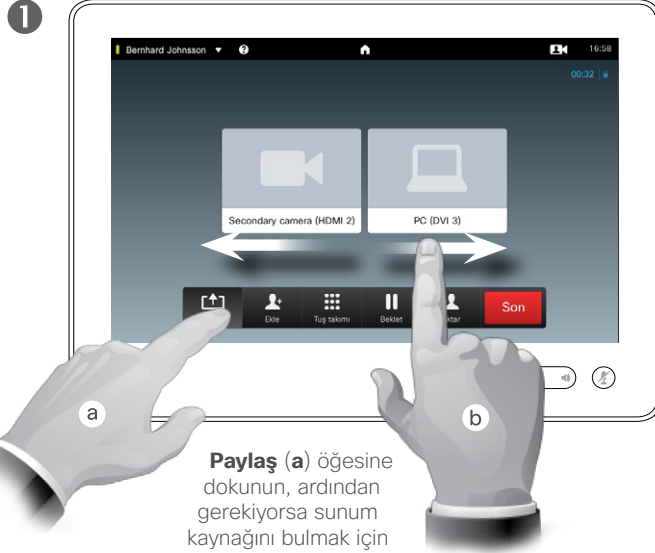 1
Bernhard Johnsson ? 16:58
00:32
Secondary camera (HDMI 2) PC (DVI 3)
Ekle Tuş takımı Beklet ktar Son
a
b
Paylaş (a) öğesine
dokunun, ardından
gerekiyorsa sunum
kaynağını bulmak için